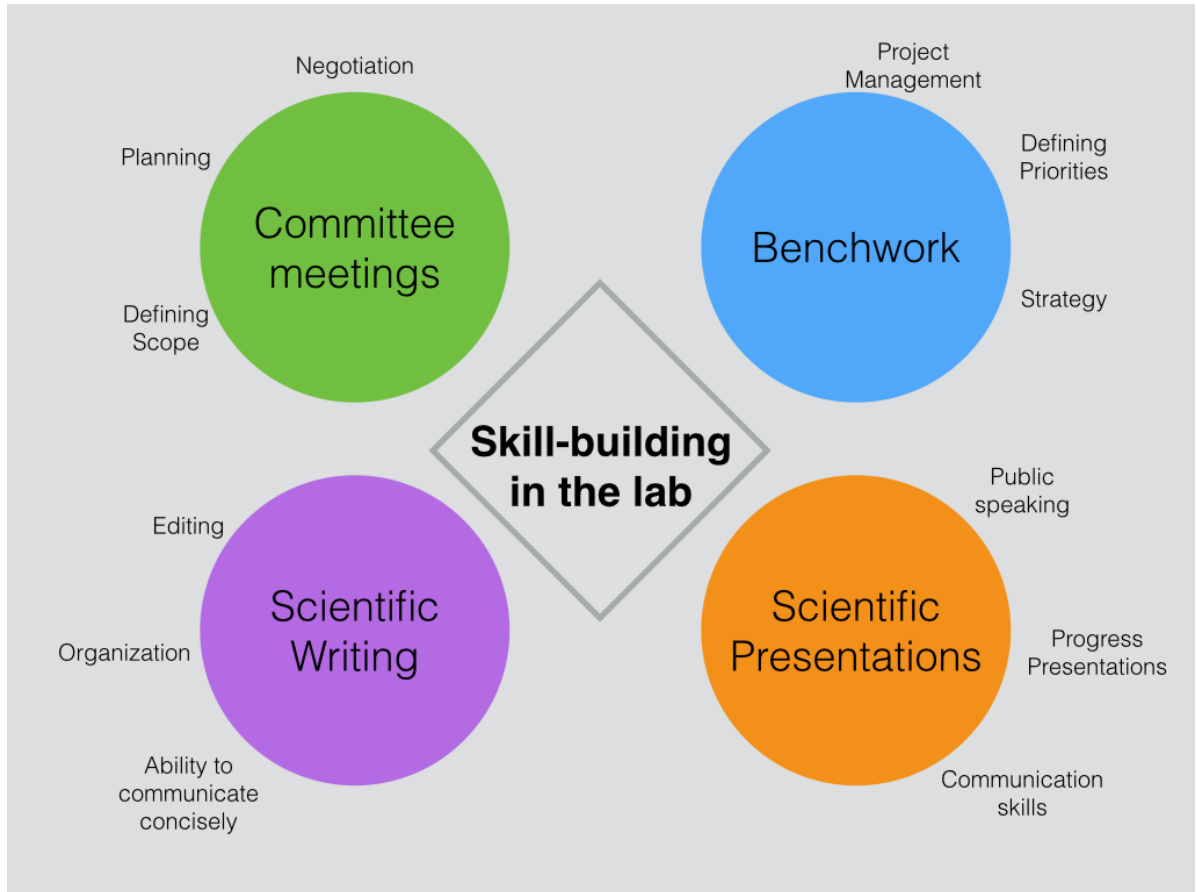 Negotiation
Planning
Committee
meetings
Defining
Scope
Project
Management
Defining
Priorities
Benchwork
Strategy
Skill-building
in the lab
Editing
Scientific
Writing
Organization
Ability to
communicate
concisely
Public
speaking
Scientific
Presentations
Progress
Presentations
Communication
skills